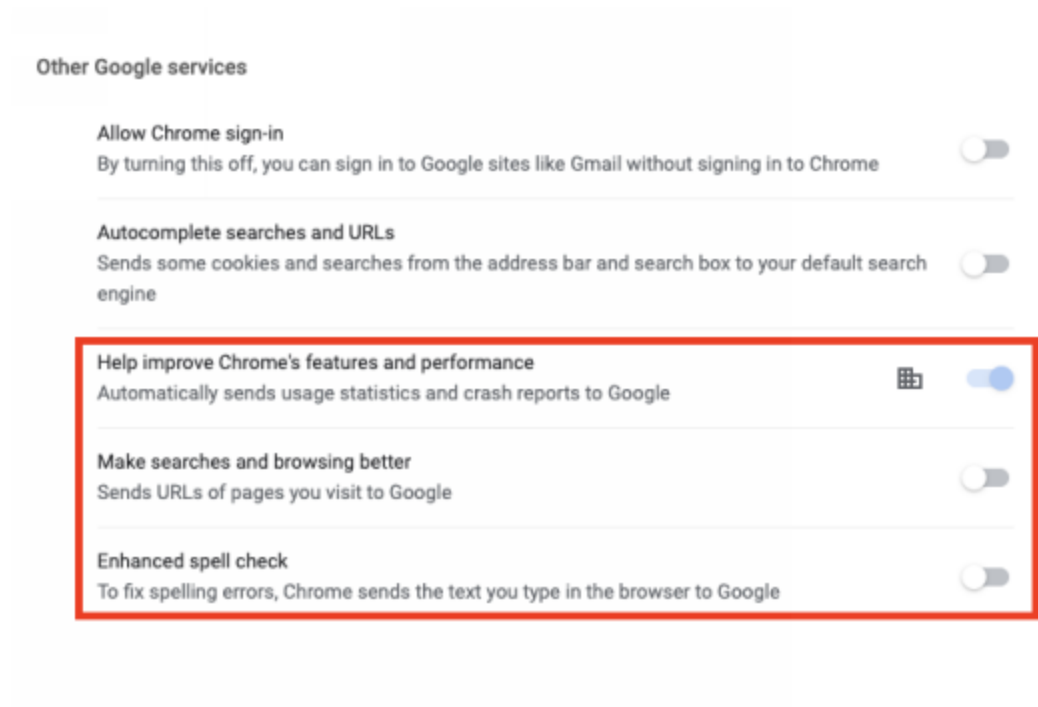 Other Google services
Allow Chrome sign-in
By turning this off, you can sign in to Google sites like Gmail without signing in to Chrome
Autocomplete searches and URLs
Sends some cookies and searches from the address bar and search box to your default search
engine
Help improve Chrome's features and performance
Automatically sends usage statistics and crash reports to Google
Make searches and browsing better
Sends URLs of pages you visit to Google
Enhanced spell check
To fix spelling errors, Chrome sends the text you type in the browser to Google